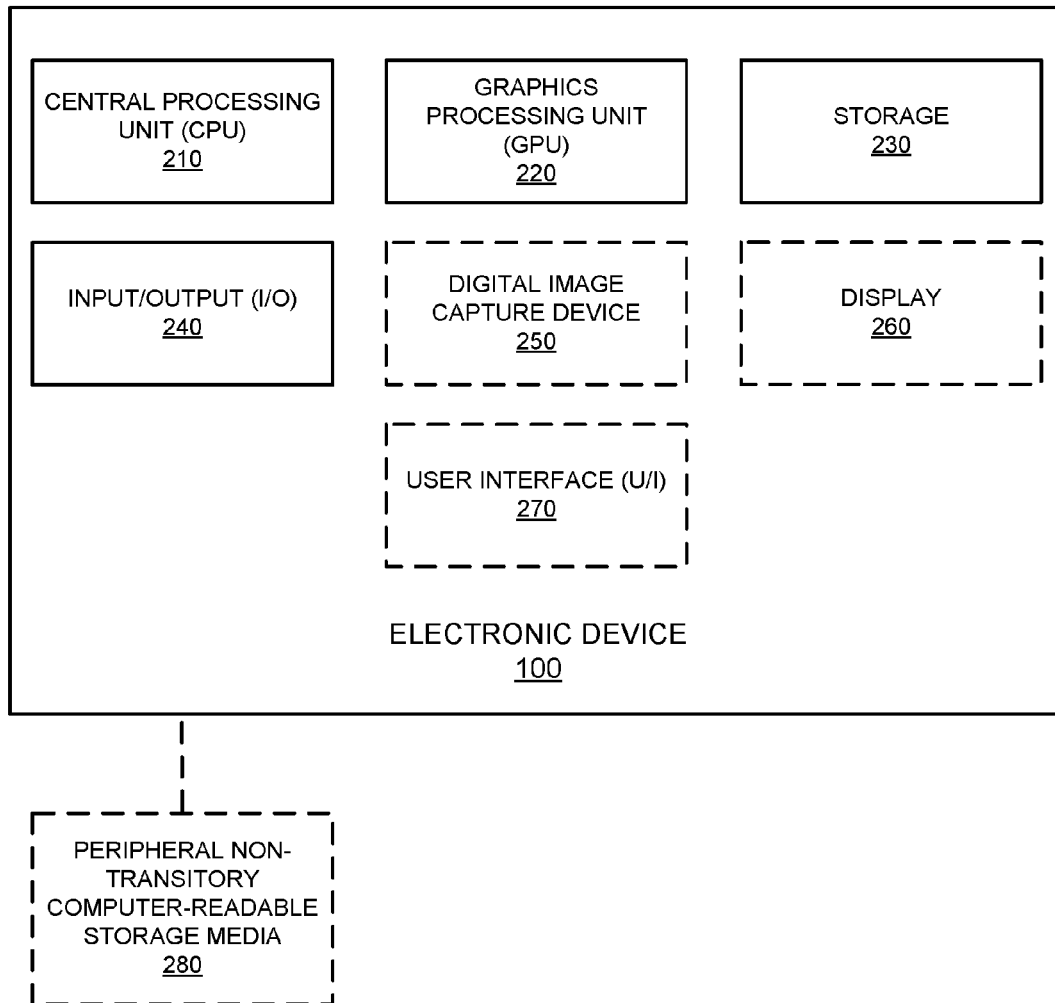 CENTRAL PROCESSING
UNIT (CPU)
210
GRAPHICS
PROCESSING UNIT
(GPU)
220
STORAGE
230
INPUT/OUTPUT (I/O)
240
DIGITAL IMAGE
CAPTURE DEVICE
250
DISPLAY
260
USER INTERFACE (U/I)
270
ELECTRONIC DEVICE
100
PERIPHERAL NON-
TRANSITORY
COMPUTER-READABLE
STORAGE MEDIA
280